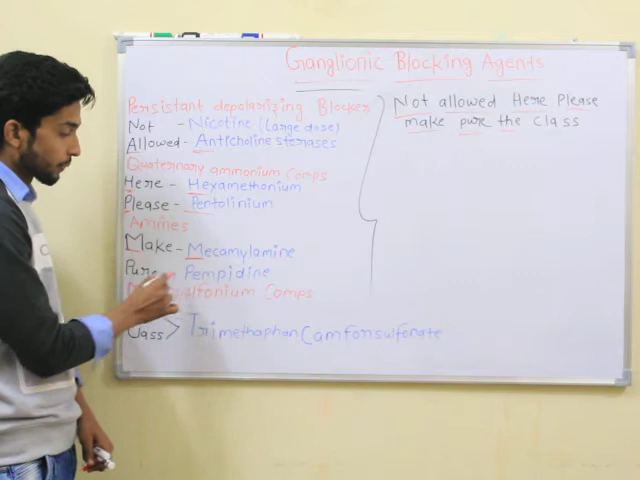 Ganglionic Blocking Agents
Persistant depolarizing Blocker
Not - Nicotine (Large dose)
Allowed - Anticholine sterases
Quaternary ammonium Comps
Here - Hexamethonium
Please - Pentolinium
Amines
Make - Mecamylamine
Pure - Pempidine
sulfonium Comps
Class > Trimethaphan Camforsulfonate
Not allowed Here Please
make pure the class